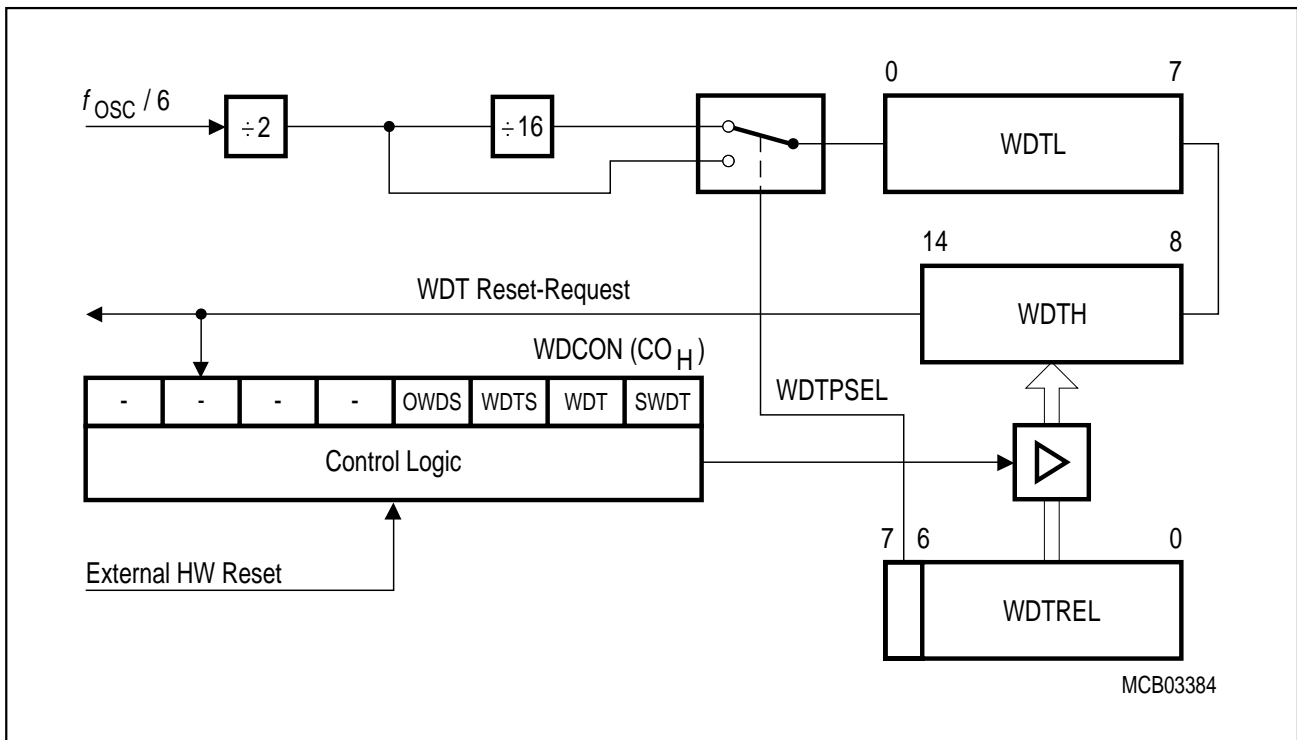 0 7
f OSC / 6
÷2
÷16
WDTL
14 8
WDT Reset-Request
WDTH
WDCON (CO H )
WDTPSEL
- - - - OWDS WDTS WDT SWDT
Control Logic
7 6 0
External HW Reset
WDTREL
MCB03384